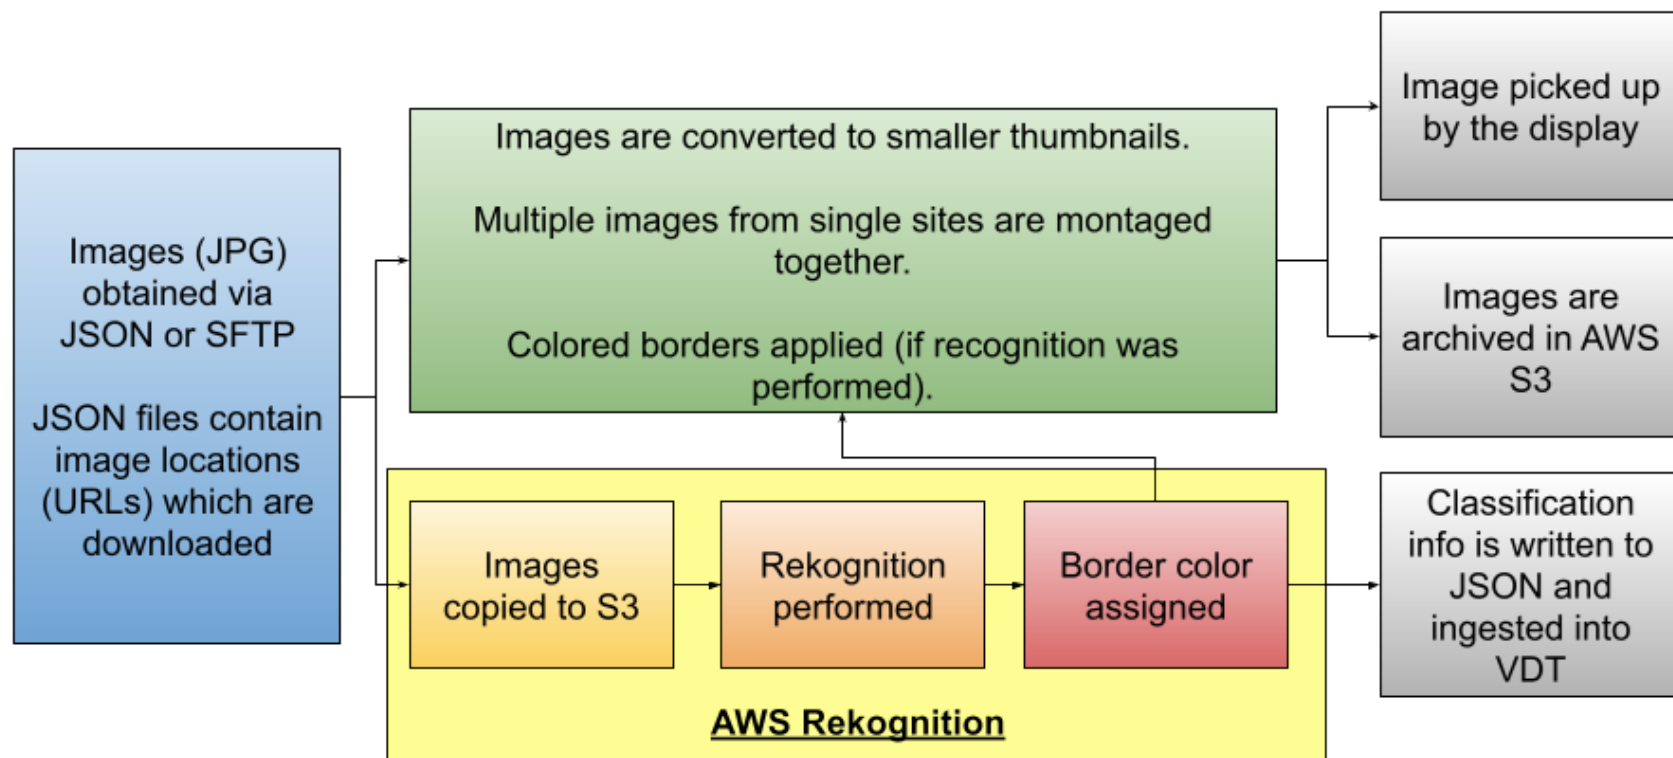 Images (JPG)
obtained via
JSON or SFTP
JSON files contain
image locations
(URLs) which are
downloaded
Images are converted to smaller thumbnails.
Multiple images from single sites are montaged
together.
Colored borders applied (if recognition was
performed).
Images
copied to S3
Rekognition
performed
Border color
assigned
AWS Rekognition
Image picked up
by the display
Images are
archived in AWS
S3
Classification
info is written to
JSON and
ingested into
VDT